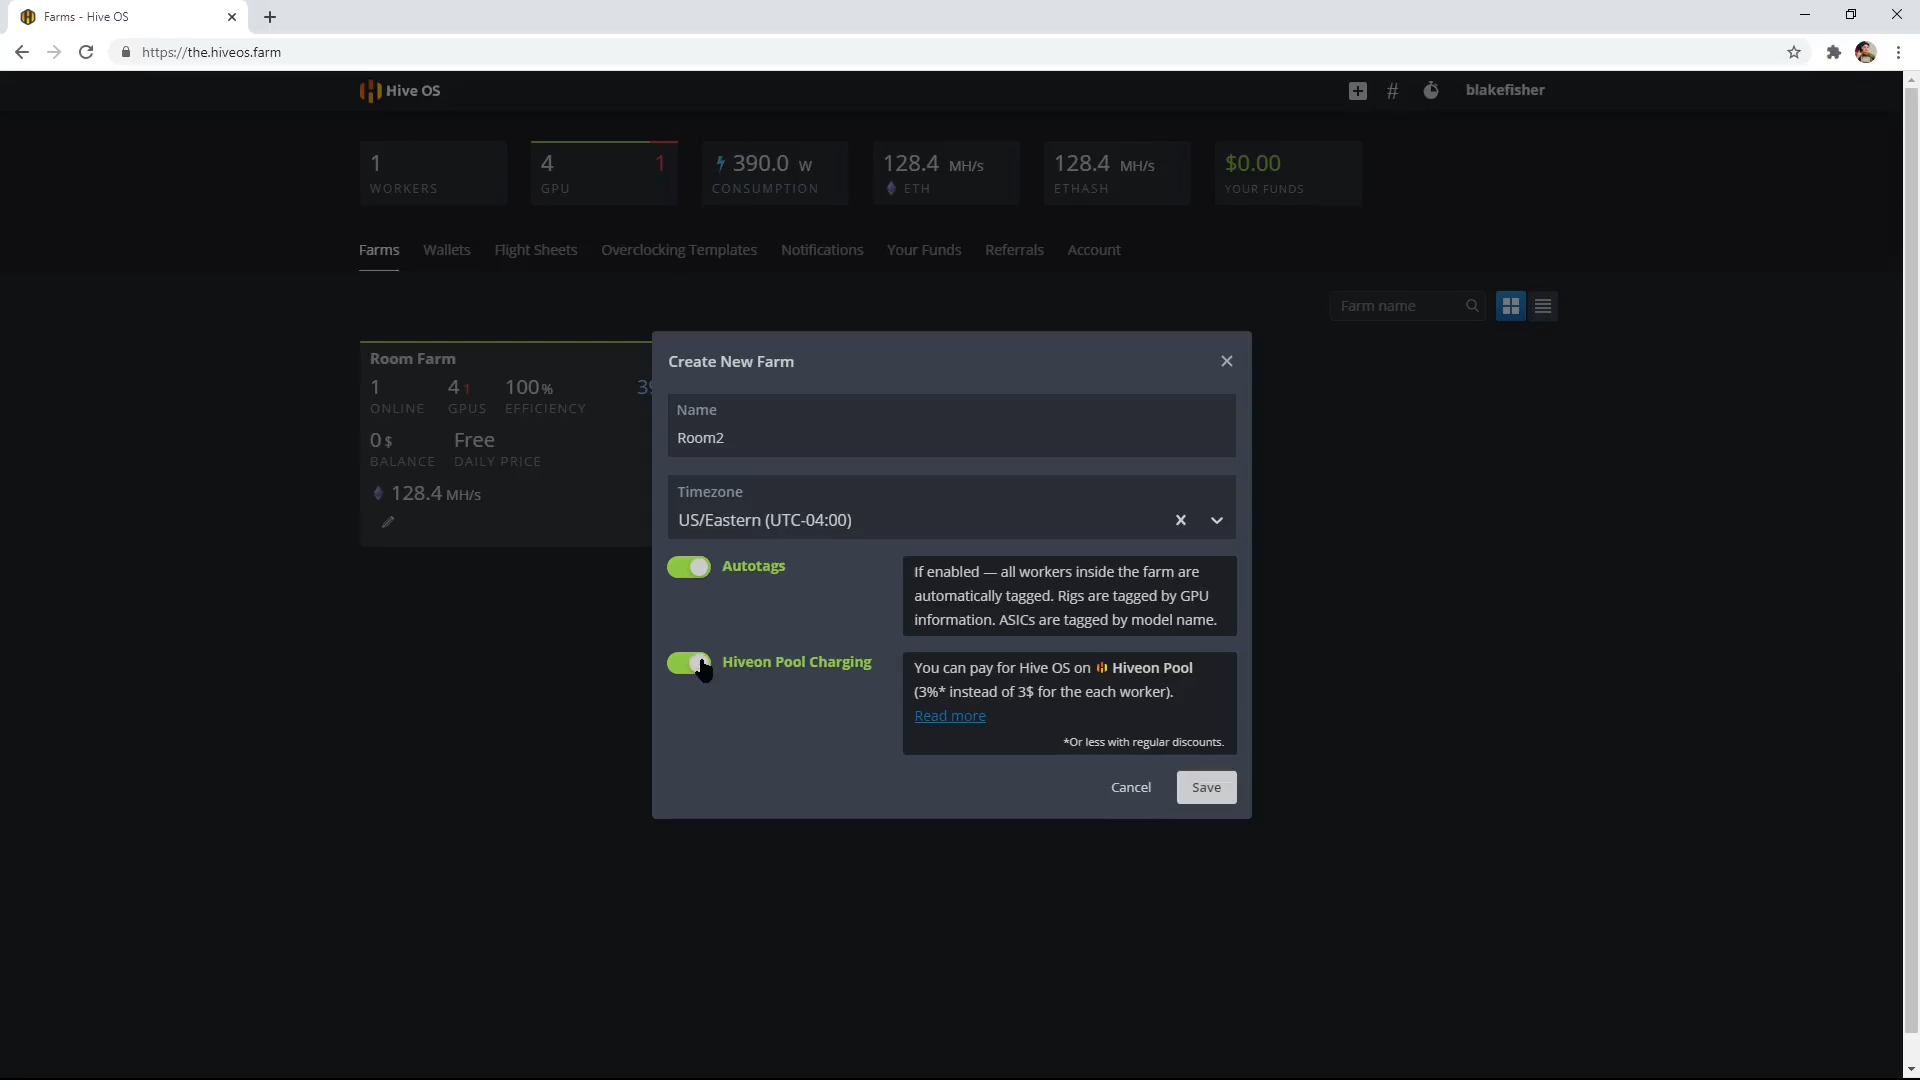 Farms - Hive OS
https://the.hiveos.farm
Hive OS
# blakefisher
1
WORKERS
4 1
GPU
390.0 W
CONSUMPTION
128.4 MH/s
ETH
128.4 MH/s
ETHASH
$0.00
YOUR FUNDS
Farms Wallets Flight Sheets Overclocking Templates Notifications Your Funds Referrals Account
Farm name
Room Farm
1 4 1 100 %
ONLINE GPUS EFFICIENCY
0 $ Free
BALANCE DAILY PRICE
128.4 MH/s
Create New Farm
Name
Room2
Timezone
US/Eastern (UTC-04:00)
Autotags
If enabled — all workers inside the farm are
automatically tagged. Rigs are tagged by GPU
information. ASICs are tagged by model name.
Hiveon Pool Charging
You can pay for Hive OS on Hiveon Pool
(3%* instead of 3$ for the each worker).
Read more
*Or less with regular discounts.
Cancel Save